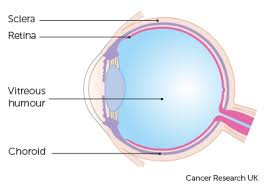 Sclera
Retina
Vitreous
humour
Choroid
Cancer Research UK